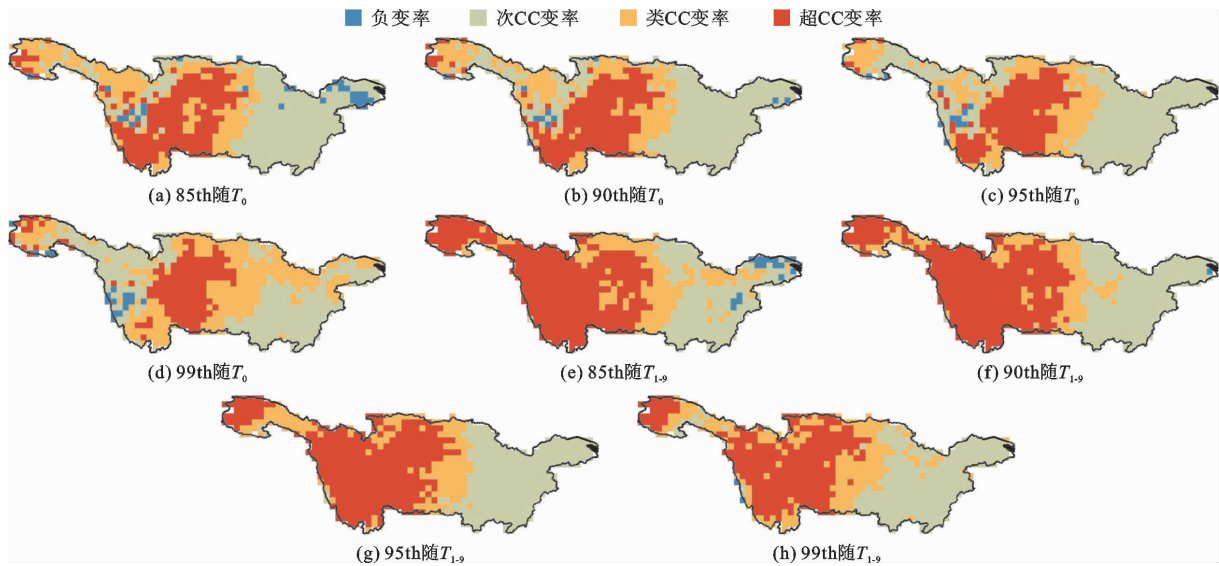 负变率 次CC变率 类CC变率 超CC变率
(a) 85th随T₀ (b) 90th随T₀ (c) 95th随T₀
(d) 99th随T₀ (e) 85th随T₁₋₉ (f) 90th随T₁₋₉
(g) 95th随T₁₋₉ (h) 99th随T₁₋₉